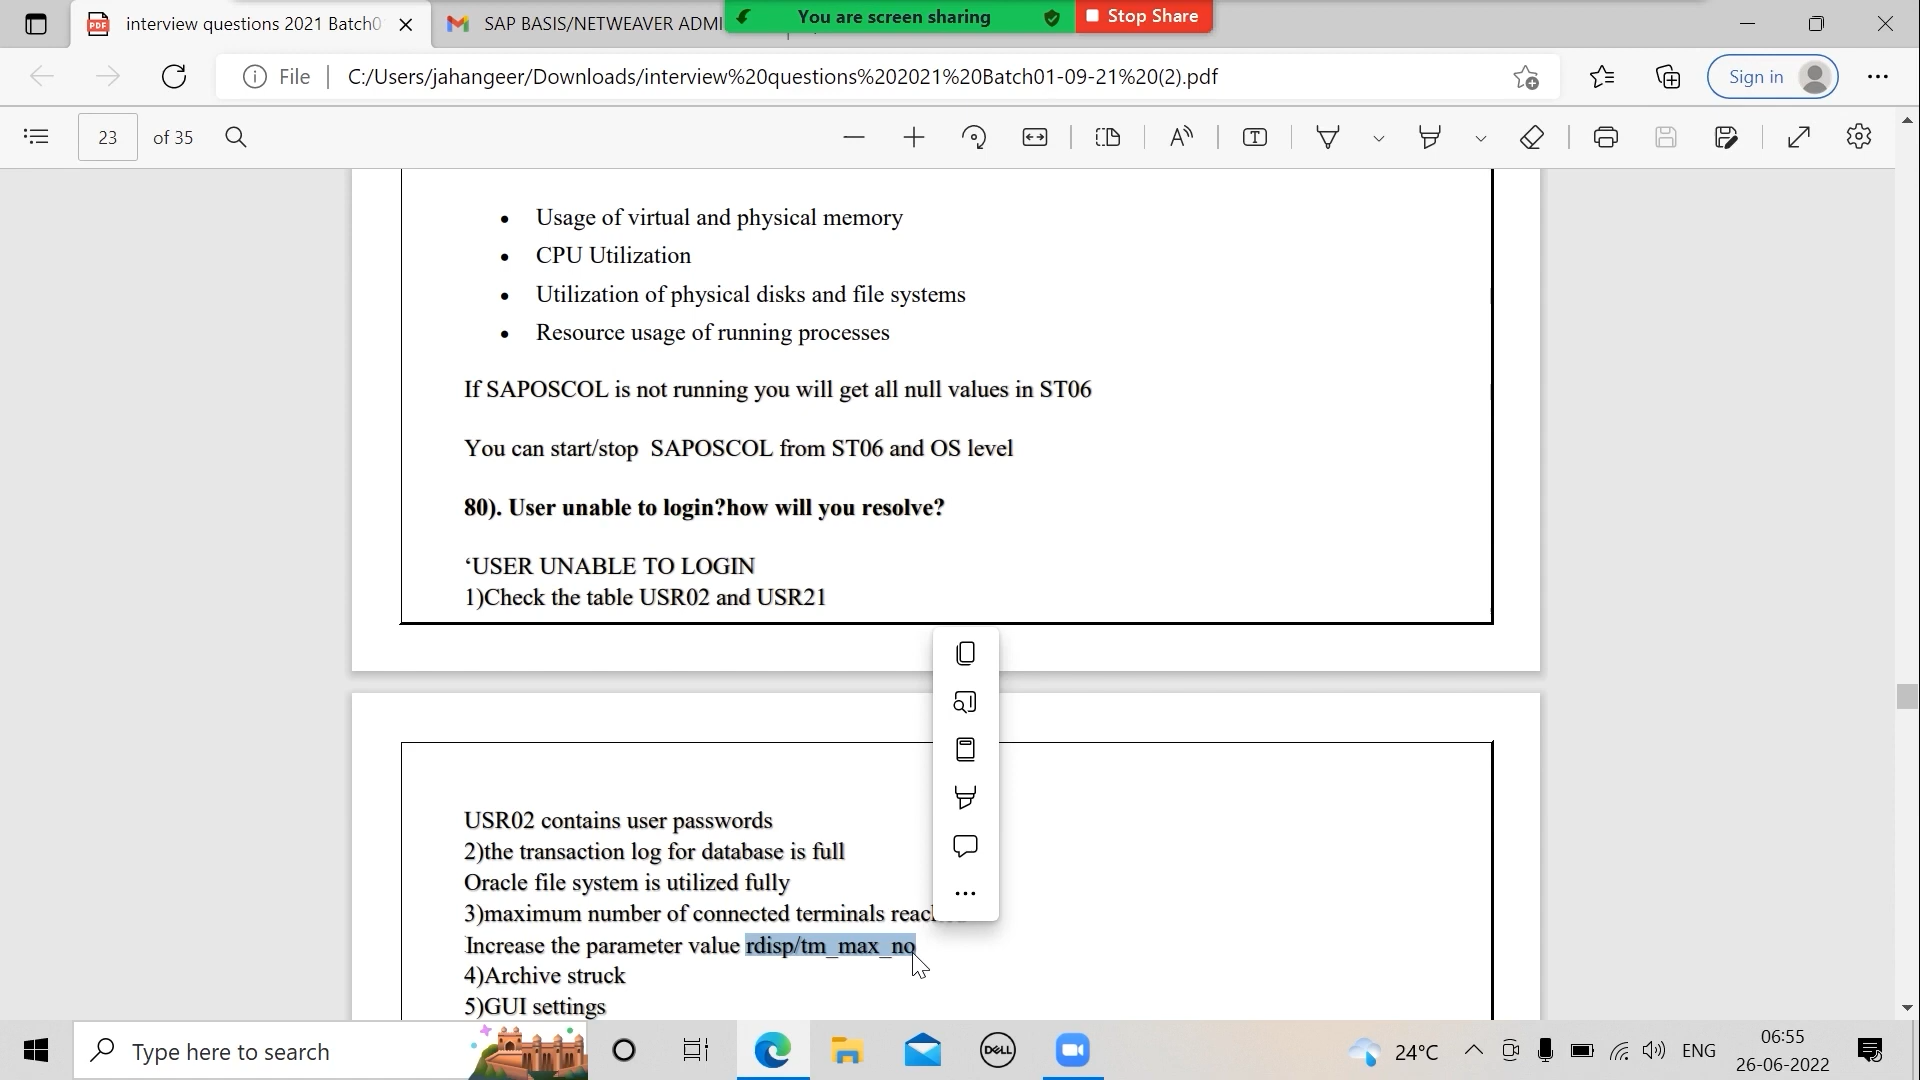 interview questions 2021 Batch0
SAP BASIS/NETWEAVER ADMI
You are screen sharing
Stop Share
File
C:/Users/jahangeer/Downloads/interview%20questions%202021%20Batch01-09-21%20(2).pdf
Sign in
23 of 35
• Usage of virtual and physical memory
• CPU Utilization
• Utilization of physical disks and file systems
• Resource usage of running processes
If SAPOSCOL is not running you will get all null values in ST06
You can start/stop SAPOSCOL from ST06 and OS level
80). User unable to login?how will you resolve?
‘USER UNABLE TO LOGIN
1)Check the table USR02 and USR21
USR02 contains user passwords
2)the transaction log for database is full
Oracle file system is utilized fully
3)maximum number of connected terminals
Increase the parameter value rdisp/tm_max_no
4)Archive struck
5)GUI settings
Type here to search
DELL
24°C
ENG
06:55
26-06-2022